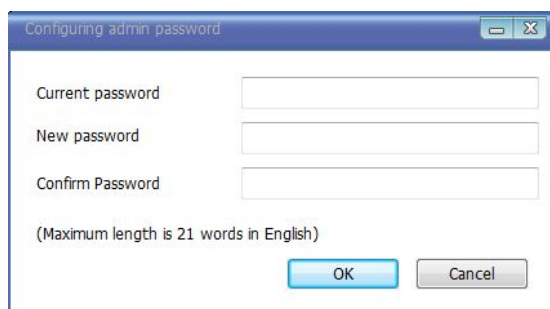 Configuring admin password
Current password
New password
Confirm Password
(Maximum length is 21 words in English)
OK Cancel